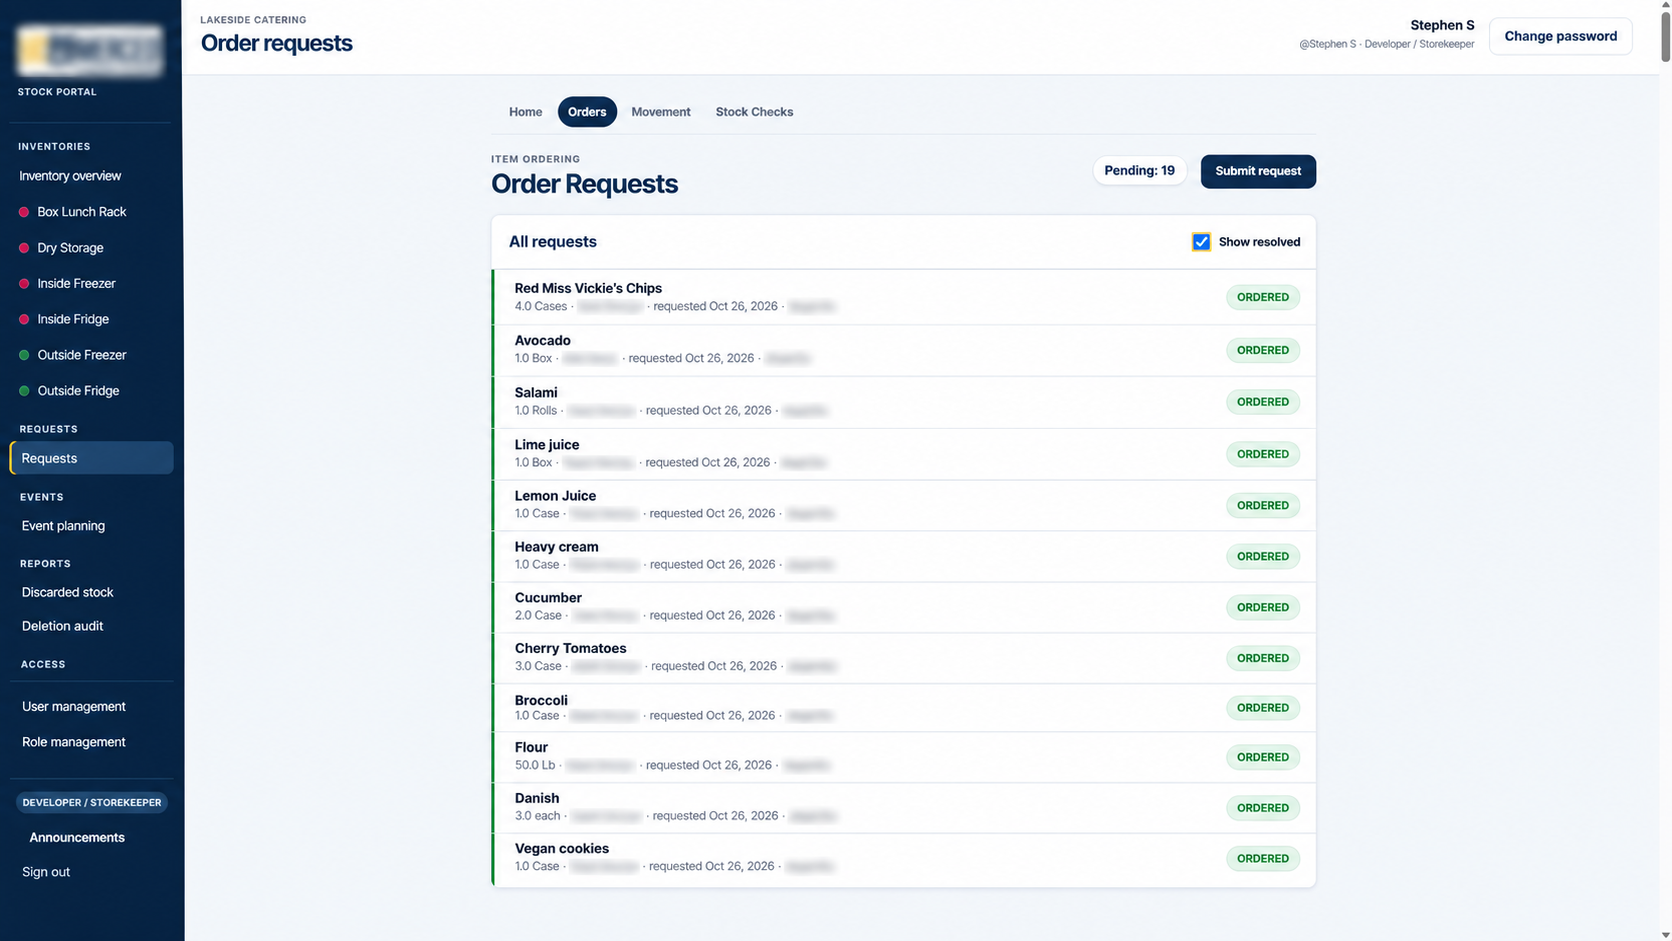 STOCK PORTAL
INVENTORIES
Inventory overview
Box Lunch Rack
Dry Storage
Inside Freezer
Inside Fridge
Outside Freezer
Outside Fridge
REQUESTS
Requests
EVENTS
Event planning
REPORTS
Discarded stock
Deletion audit
ACCESS
User management
Role management
DEVELOPER / STOREKEEPER
Announcements
Sign out
LAKESIDE CATERING
Order requests
Stephen S
@Stephen S · Developer / Storekeeper
Change password
Home Orders Movement Stock Checks
ITEM ORDERING
Order Requests
Pending: 19
Submit request
All requests
Show resolved
Red Miss Vickie's Chips
4.0 Cases · · requested Oct 26, 2026 ·
ORDERED
Avocado
1.0 Box · · requested Oct 26, 2026 ·
ORDERED
Salami
1.0 Rolls · · requested Oct 26, 2026 ·
ORDERED
Lime juice
1.0 Box · · requested Oct 26, 2026 ·
ORDERED
Lemon Juice
1.0 Case · · requested Oct 26, 2026 ·
ORDERED
Heavy cream
1.0 Case · · requested Oct 26, 2026 ·
ORDERED
Cucumber
2.0 Case · · requested Oct 26, 2026 ·
ORDERED
Cherry Tomatoes
3.0 Case · · requested Oct 26, 2026 ·
ORDERED
Broccoli
1.0 Case · · requested Oct 26, 2026 ·
ORDERED
Flour
50.0 Lb · · requested Oct 26, 2026 ·
ORDERED
Danish
3.0 each · · requested Oct 26, 2026 ·
ORDERED
Vegan cookies
1.0 Case · · requested Oct 26, 2026 ·
ORDERED